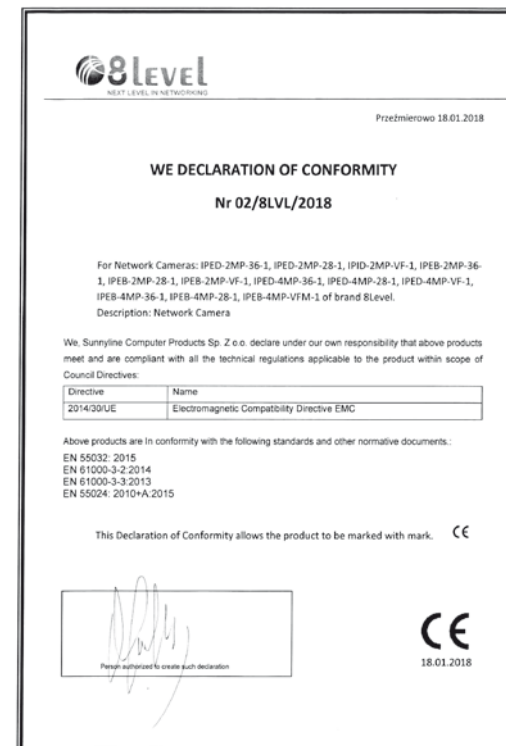 8level
NEXT LEVEL IN NETWORKING
Przeźmierowo 18.01.2018
WE DECLARATION OF CONFORMITY
Nr 02/8LVL/2018
For Network Cameras: IPED-2MP-36-1, IPED-2MP-28-1, IPID-2MP-VF-1, IPEB-2MP-36-
1, IPEB-2MP-28-1, IPEB-2MP-VF-1, IPED-4MP-36-1, IPED-4MP-28-1, IPED-4MP-VF-1,
IPEB-4MP-36-1, IPEB-4MP-28-1, IPEB-4MP-VFM-1 of brand 8Level.
Description: Network Camera
We, Sunnyline Computer Products Sp. Z o.o. declare under our own responsibility that above products
meet and are compliant with all the technical regulations applicable to the product within scope of
Council Directives:
Directive Name
2014/30/UE Electromagnetic Compatibility Directive EMC
Above products are In conformity with the following standards and other normative documents.:
EN 55032: 2015
EN 61000-3-2:2014
EN 61000-3-3:2013
EN 55024: 2010+A:2015
This Declaration of Conformity allows the product to be marked with mark. CE
Person authorized to create such declaration
CE
18.01.2018